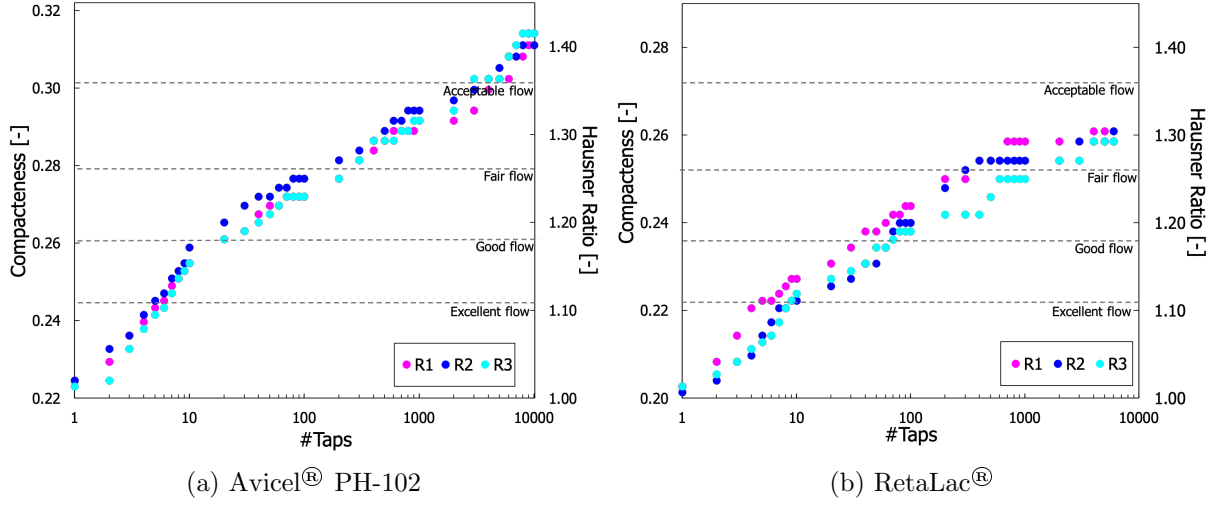 0.32
0.30
0.28
0.26
0.24
0.22
Compacteness [-]
1.40
1.30
1.20
1.10
1.00
Hausner Ratio [-]
Acceptable flow
Fair flow
Good flow
Excellent flow
R1 R2 R3
1 10 100 1000 10000
#Taps
(a) Avicel® PH-102
0.28
0.26
0.24
0.22
0.20
Compactenss [-]
1.40
1.30
1.20
1.10
1.00
Hausner Ratio [-]
Acceptable flow
Fair flow
Good flow
Excellent flow
R1 R2 R3
1 10 100 1000 10000
#Taps
(b) RetaLac®